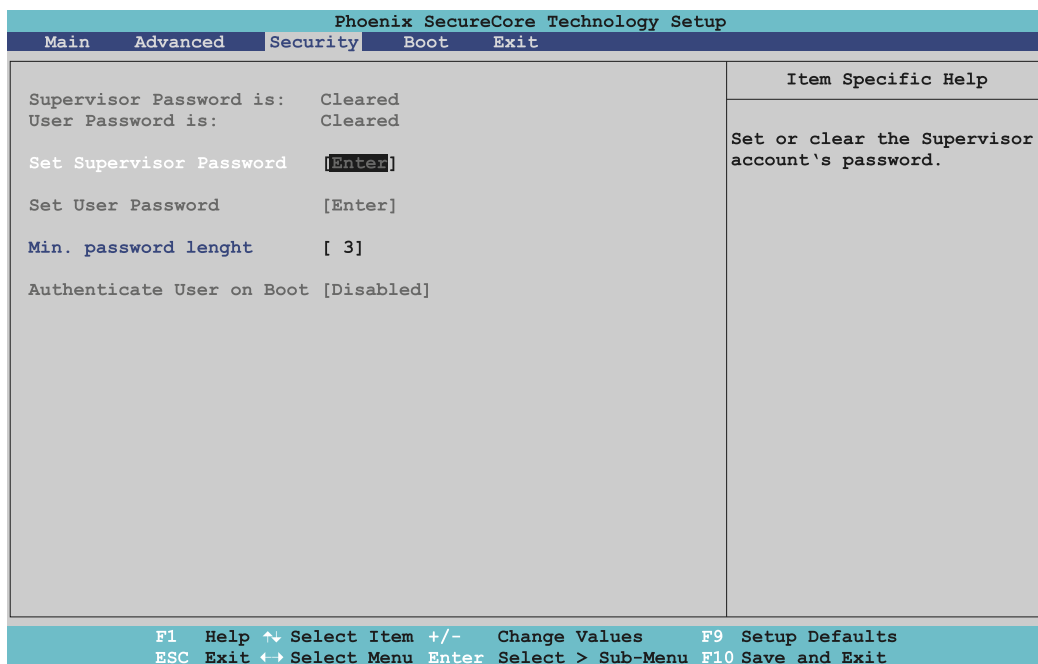 Phoenix SecureCore Technology Setup
Main Advanced Security Boot Exit
Item Specific Help
Supervisor Password is: Cleared
User Password is: Cleared
Set or clear the Supervisor
account‵s password.
Set Supervisor Password [Enter]
Set User Password [Enter]
Min. password lenght [ 3]
Authenticate User on Boot [Disabled]
F1 Help ↑↓ Select Item +/- Change Values F9 Setup Defaults
ESC Exit ←→ Select Menu Enter Select > Sub-Menu F10 Save and Exit